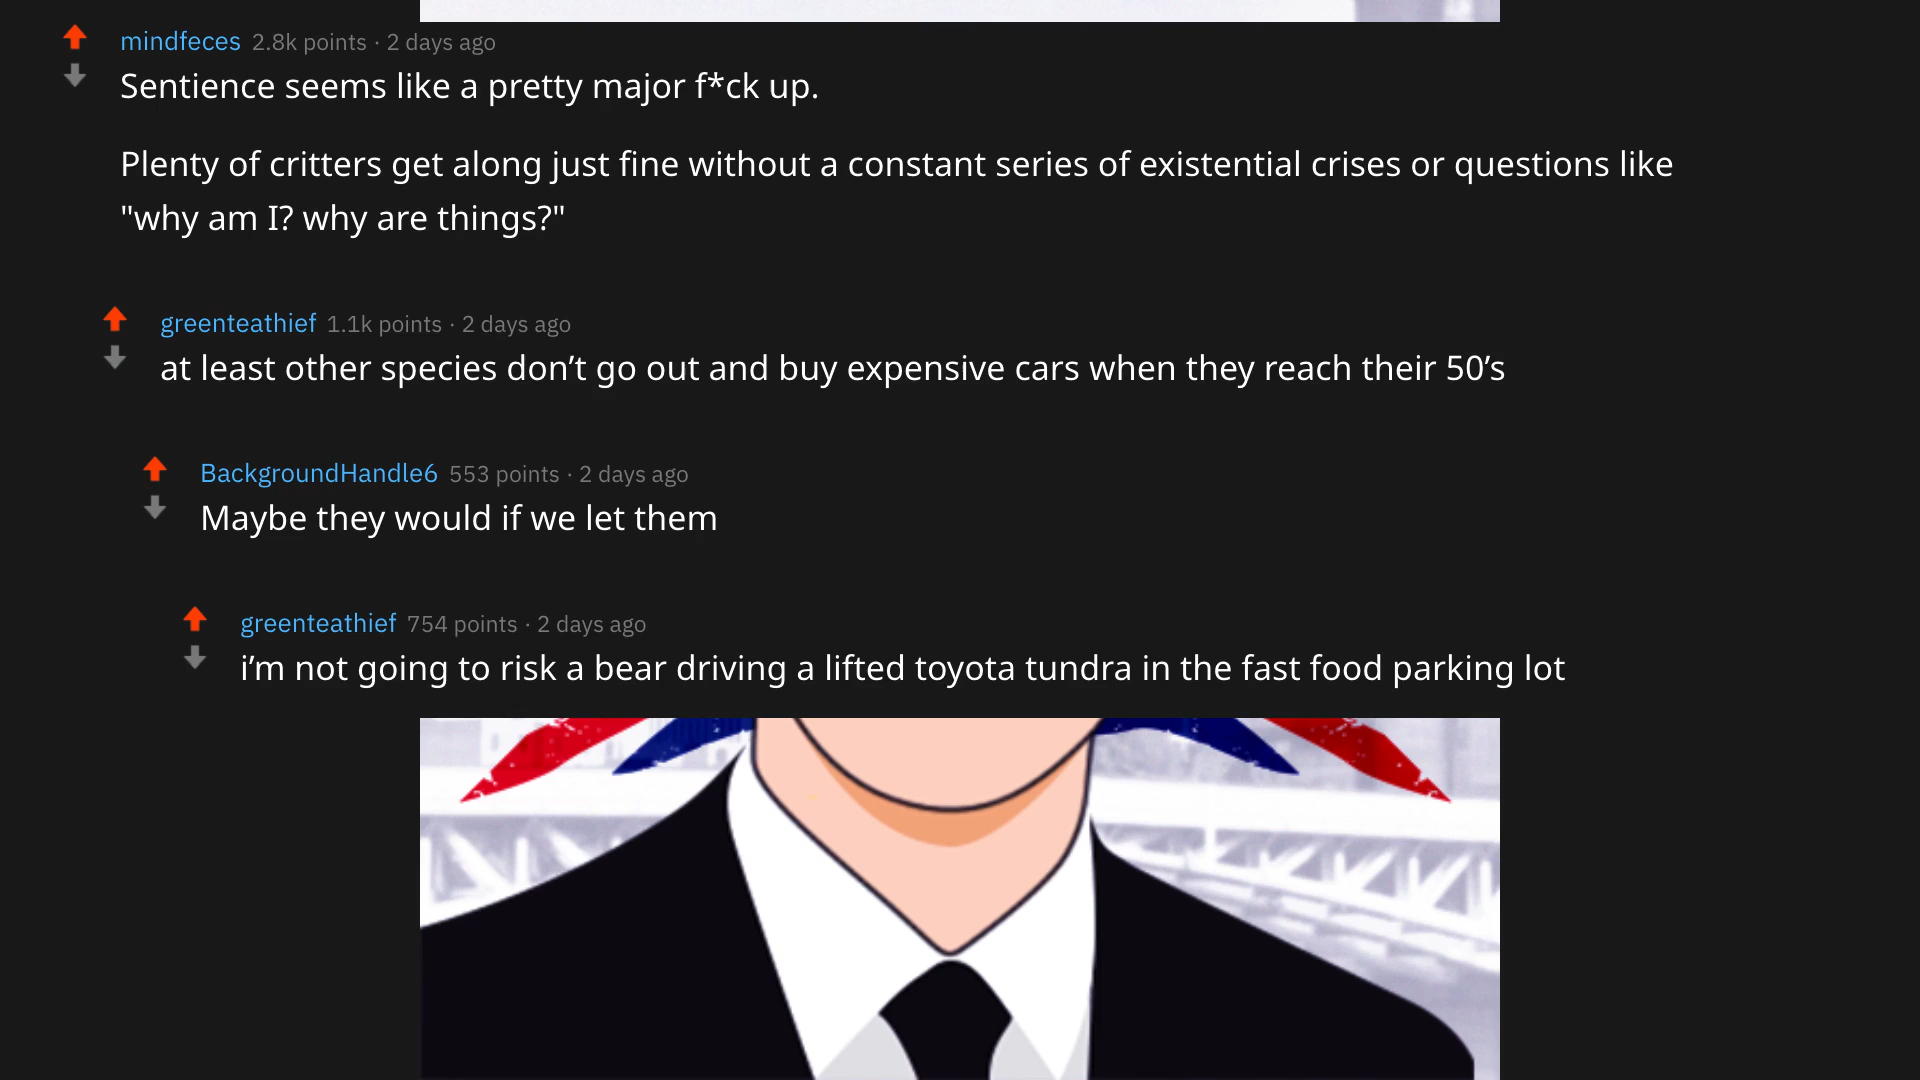 mindfeces 2.8k points · 2 days ago
Sentience seems like a pretty major f*ck up.
Plenty of critters get along just fine without a constant series of existential crises or questions like
"why am I? why are things?"
greenteathief 1.1k points · 2 days ago
at least other species don’t go out and buy expensive cars when they reach their 50’s
BackgroundHandle6 553 points · 2 days ago
Maybe they would if we let them
greenteathief 754 points · 2 days ago
i’m not going to risk a bear driving a lifted toyota tundra in the fast food parking lot